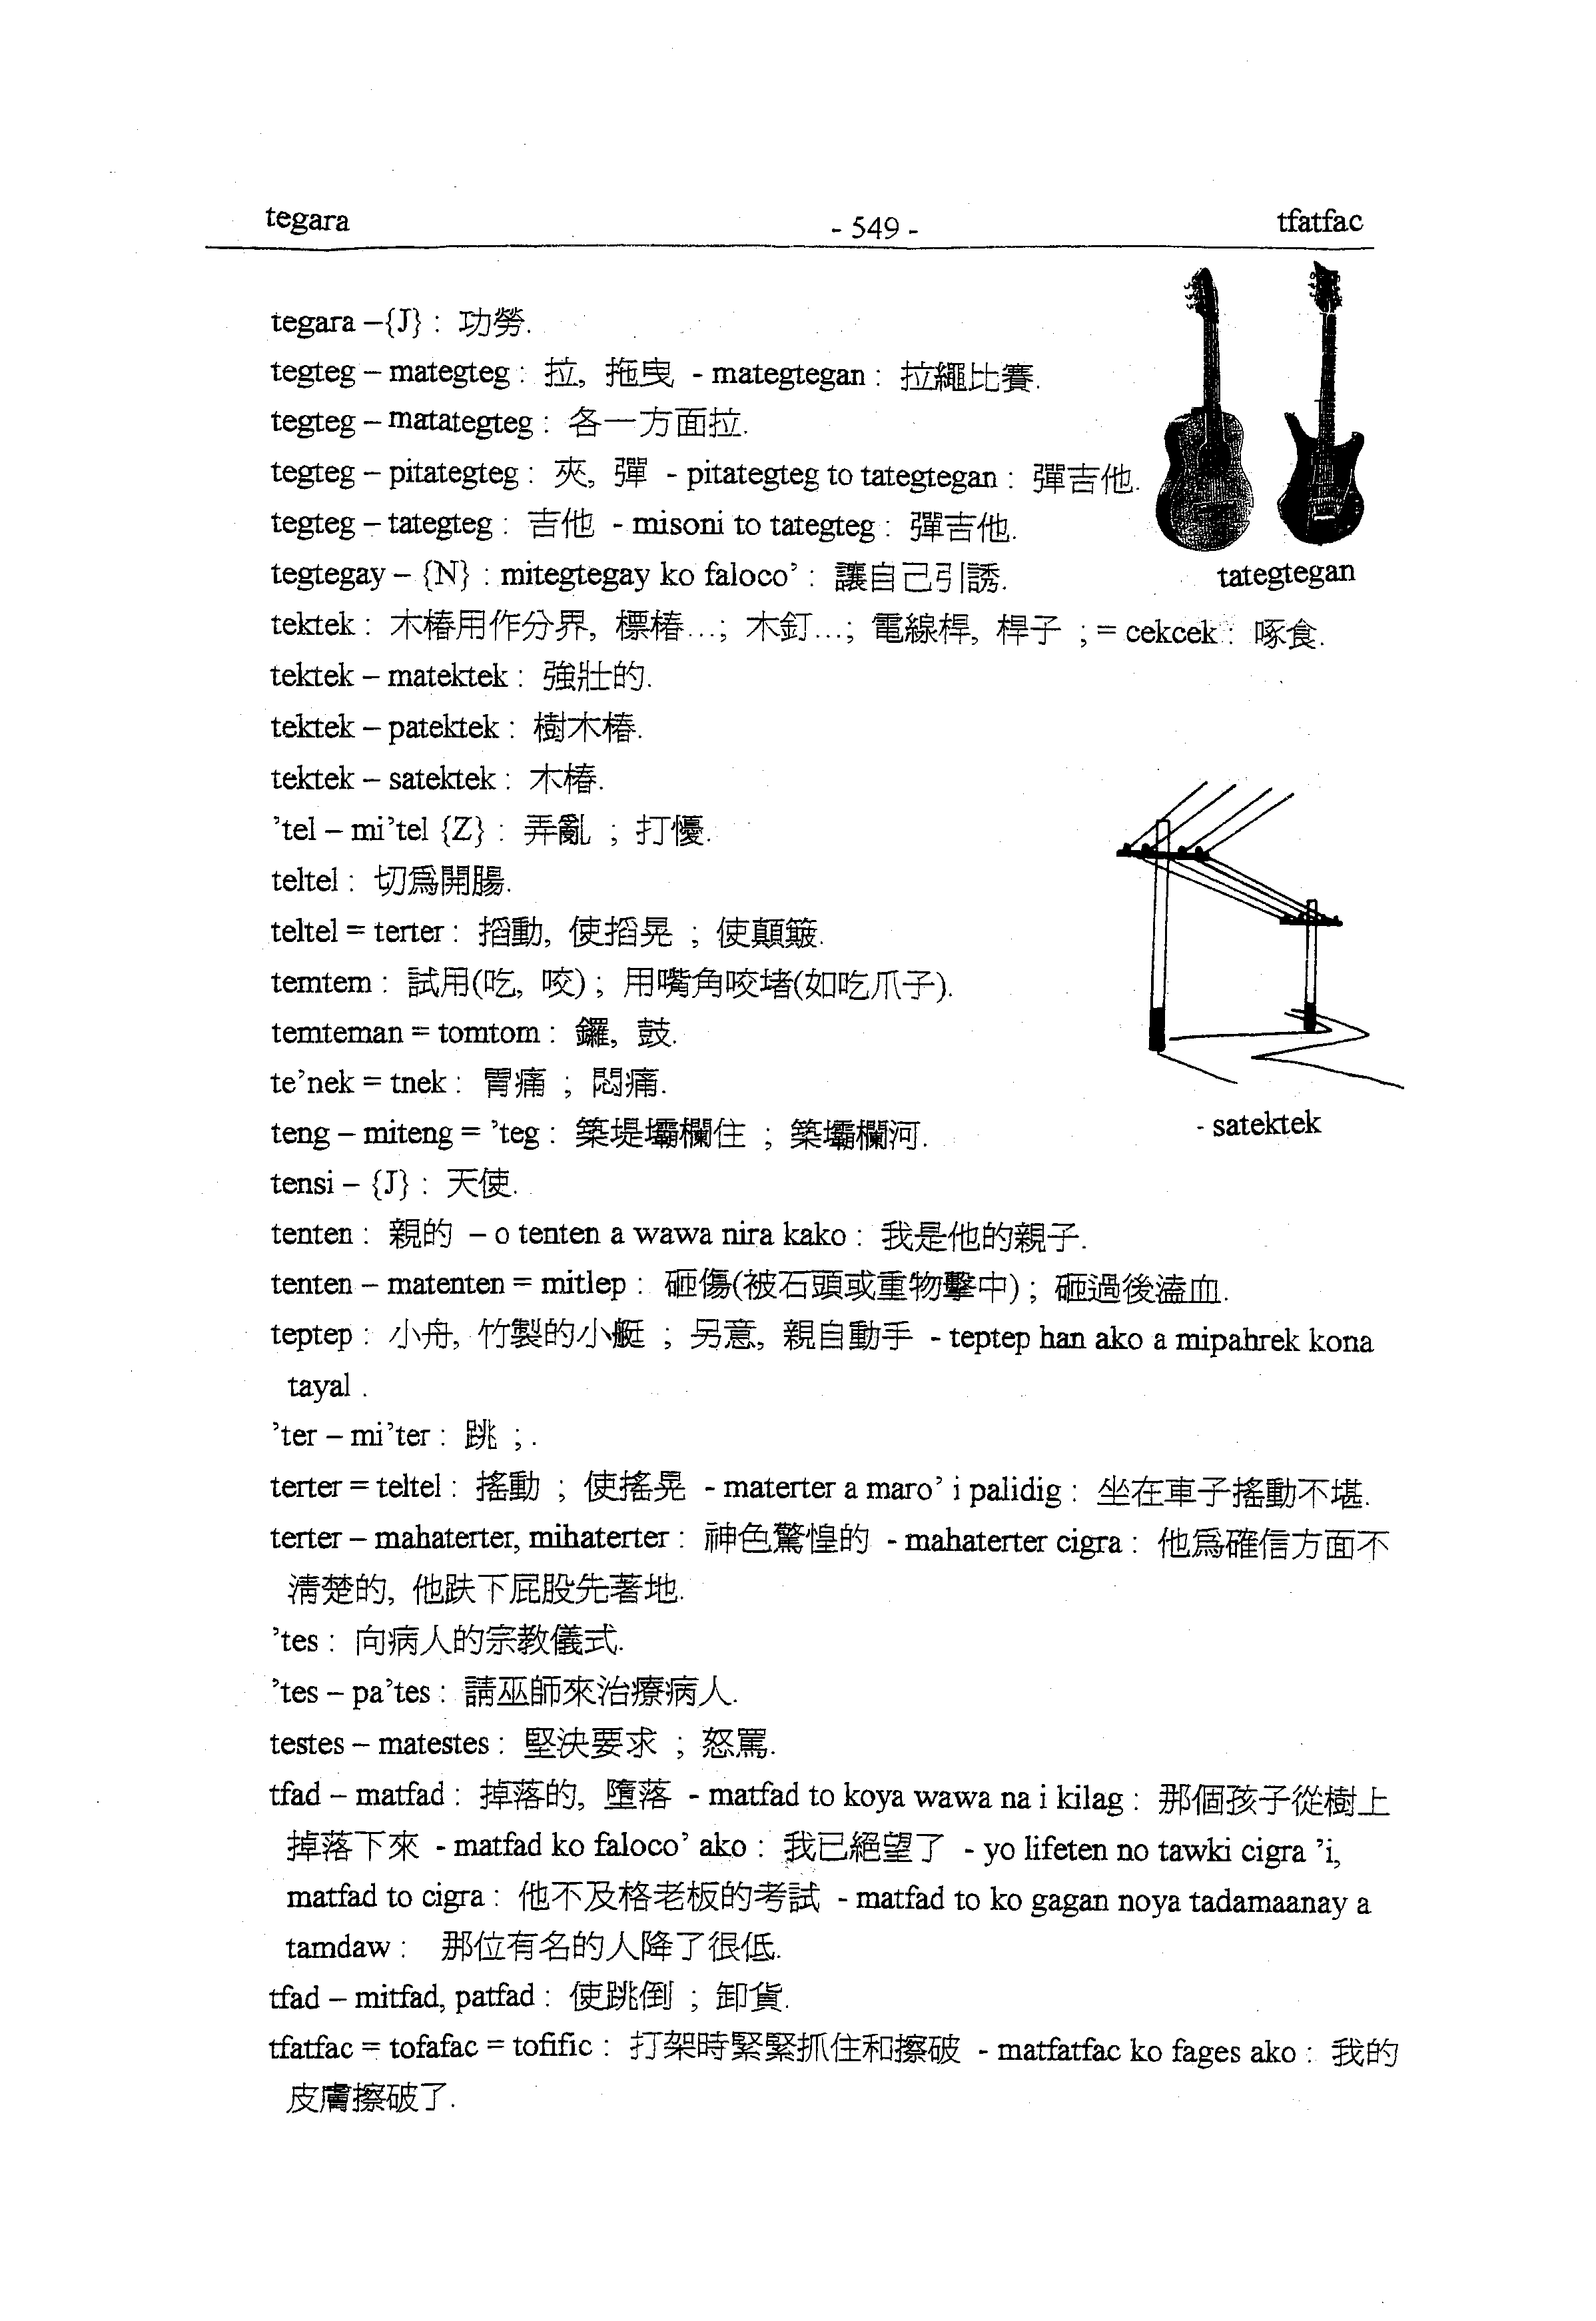 tegara - 549 - tfatfac
tegara –{J} : 功勞.
tegteg – mategteg : 拉, 拖曳 - mategtegan : 拉繩比賽.
tegteg – matategteg : 各一方面拉.
tegteg – pitategteg : 夾, 彈 - pitategteg to tategtegan : 彈吉他.
tegteg – tategteg : 吉他 - misoni to tategteg : 彈吉他.
tegtegay – {N} : mitegtegay ko faloco’ : 讓自己引誘.
tategtegan
tektek : 木樁用作分界, 標樁...; 木釘...; 電線桿, 桿子 ; = cekcek : 啄食.
tektek – matektek : 強壯的.
tektek – patektek : 樹木樁.
tektek – satektek : 木樁.
’tel – mi’tel {Z} : 弄亂 ; 打擾.
teltel : 切爲開腸.
teltel = terter : 搯動, 使搯晃 ; 使顛簸.
temtem : 試用(吃, 咬) ; 用嘴角咬堵(如吃爪子).
temteman = tomtom : 鑼, 鼓.
te’nek = tnek : 胃痛 ; 悶痛.
teng – miteng = ’teg : 築堤壩欄住 ; 築壩欄河.
- satektek
tensi – {J} : 天使.
tenten : 親的 – o tenten a wawa nira kako : 我是他的親子.
tenten – matenten = mitlep : 砸傷(被石頭或重物擊中) ; 砸過後溘血.
teptep : 小舟, 竹製的小艇 ; 另意, 親自動手 - teptep han ako a mipahrek kona
tayal .
’ter – mi’ter : 跳 ; .
terter = teltel : 搖動 ; 使搖晃 - materter a maro’ i palidig : 坐在車子搖動不堪.
terter – mahaterter, mihaterter : 神色驚惶的 - mahaterter cigra : 他爲確信方面不
清楚的, 他趺下屁股先著地.
’tes : 向病人的宗教儀式.
’tes – pa’tes : 請巫師來治療病人.
testes – matestes : 堅決要求 ; 怒罵.
tfad – matfad : 掉落的, 墮落 - matfad to koya wawa na i kilag : 那個孩子從樹上
掉落下來 - matfad ko faloco’ ako : 我已絕望了 - yo lifeten no tawki cigra ’i,
matfad to cigra : 他不及格老板的考試 - matfad to ko gagan noya tadamaanay a
tamdaw : 那位有名的人降了很低.
tfad – mitfad, patfad : 使跳倒 ; 卸貨.
tfatfac = tofafac = tofific : 打架時緊緊抓住和擦破 - matfatfac ko fages ako : 我的
皮膚擦破了.